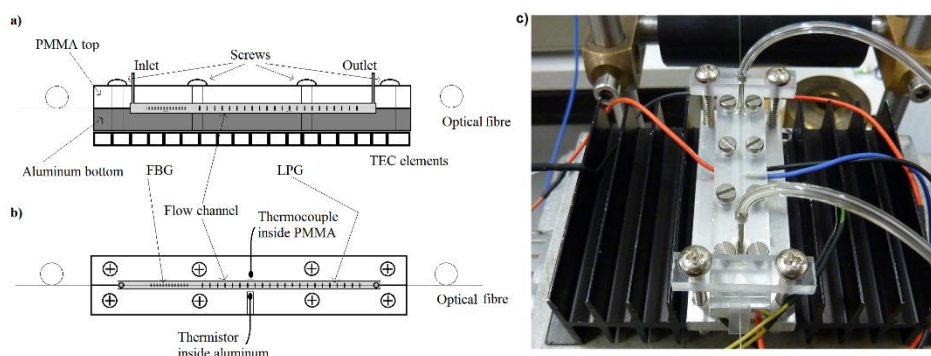 a)
PMMA top
Inlet
Screws
Outlet
Optical fibre
Aluminum bottom
FBG
LPG
TEC elements
Flow channel
b)
Thermocouple
inside PMMA
Optical fibre
Thermistor
inside aluminum
c)